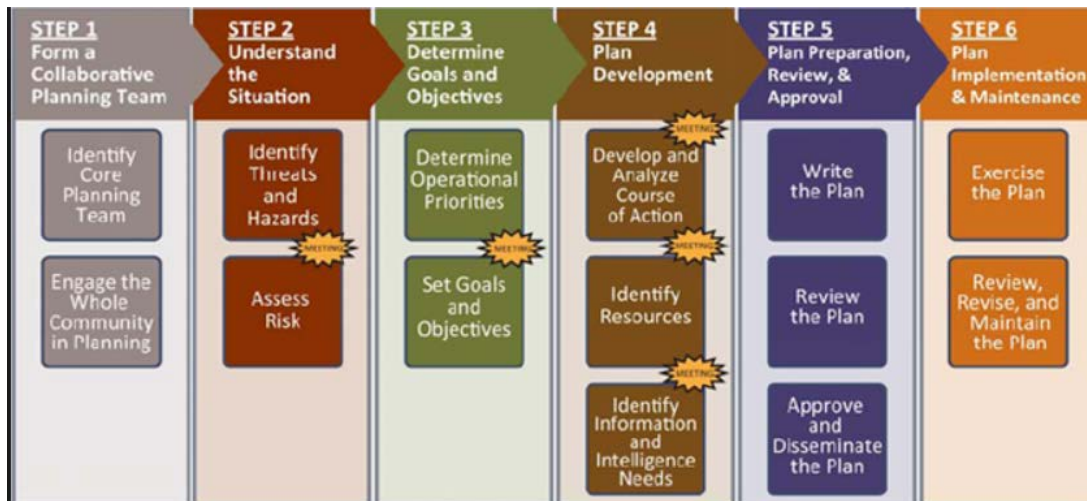 STEP 1
Form a
Collaborative
Planning Team
STEP 2
Understand
the
Situation
STEP 3
Determine
Goals and
Objectives
STEP 4
Plan
Development
STEP 5
Plan Preparation,
Review, &
Approval
STEP 6
Plan
Implementation
& Maintenance
Identify
Core
Planning
Team
Engage the
Whole
Community
in Planning
Identify
Threats
and
Hazards
MEETING
Assess
Risk
Determine
Operational
Priorities
MEETING
Set Goals
and
Objectives
MEETING
Develop and
Analyze
Course
of Action
MEETING
Identify
Resources
MEETING
Identify
Information
and
Intelligence
Needs
Write
the Plan
Review
the Plan
Approve
and
Disseminate
the Plan
Exercise
the Plan
Review,
Revise, and
Maintain
the Plan